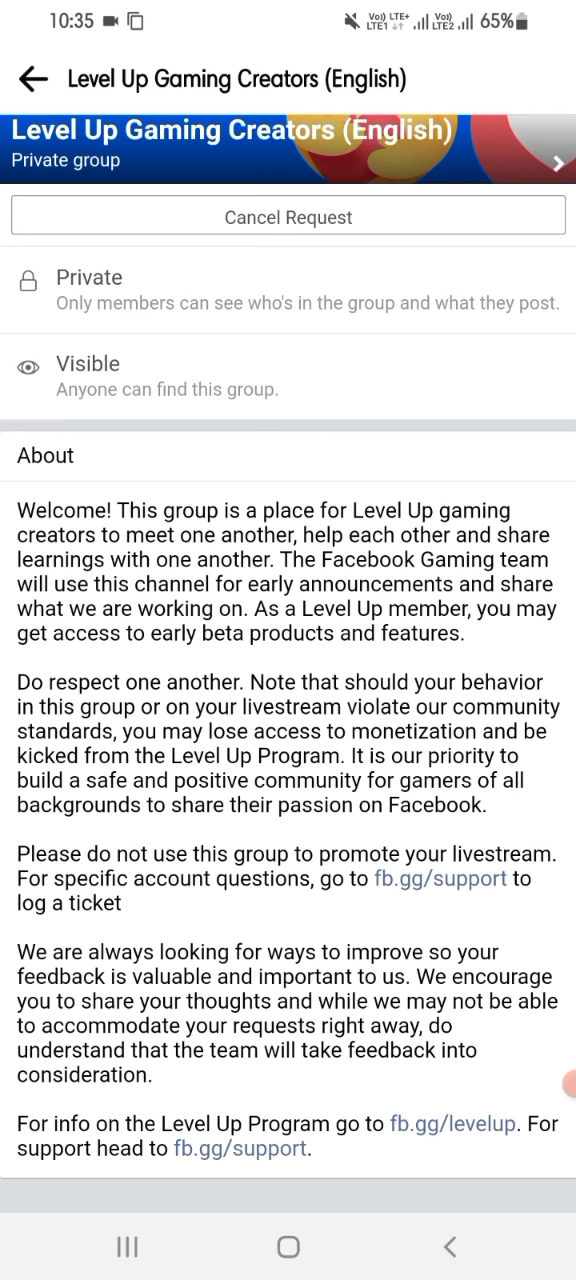 10:35
Vo) LTE+
LTE1
Vo)
LTE2
65%
Level Up Gaming Creators (English)
Level Up Gaming Creators (English)
Private group
Cancel Request
Private
Only members can see who's in the group and what they post.
Visible
Anyone can find this group.
About
Welcome! This group is a place for Level Up gaming
creators to meet one another, help each other and share
learnings with one another. The Facebook Gaming team
will use this channel for early announcements and share
what we are working on. As a Level Up member, you may
get access to early beta products and features.
Do respect one another. Note that should your behavior
in this group or on your livestream violate our community
standards, you may lose access to monetization and be
kicked from the Level Up Program. It is our priority to
build a safe and positive community for gamers of all
backgrounds to share their passion on Facebook.
Please do not use this group to promote your livestream.
For specific account questions, go to fb.gg/support to
log a ticket
We are always looking for ways to improve so your
feedback is valuable and important to us. We encourage
you to share your thoughts and while we may not be able
to accommodate your requests right away, do
understand that the team will take feedback into
consideration.
For info on the Level Up Program go to fb.gg/levelup. For
support head to fb.gg/support.